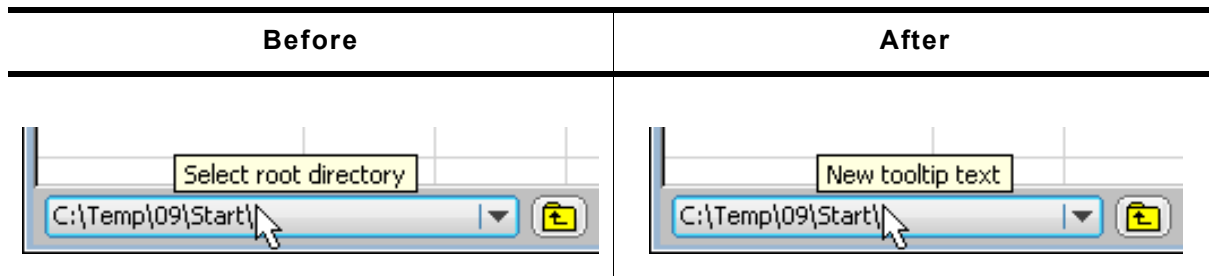 Before
After
Select root directory
C:\Temp\09\Start\
New tooltip text
C:\Temp\09\Start\